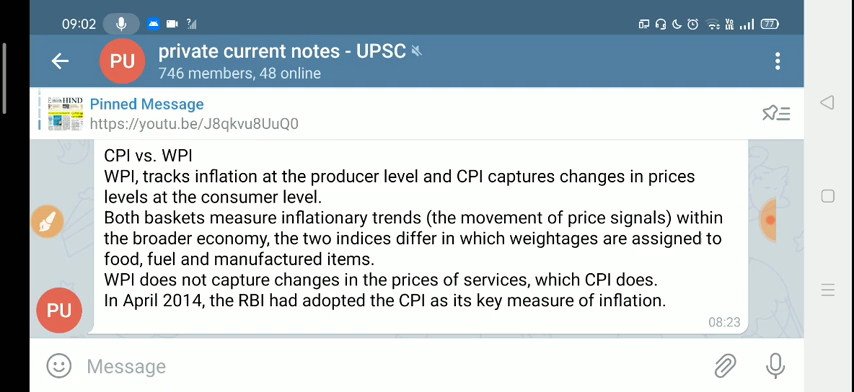 09:02
77
PU
private current notes - UPSC
746 members, 48 online
HIND
Pinned Message
https://youtu.be/J8qkvu8UuQ0
CPI vs. WPI
WPI, tracks inflation at the producer level and CPI captures changes in prices
levels at the consumer level.
Both baskets measure inflationary trends (the movement of price signals) within
the broader economy, the two indices differ in which weightages are assigned to
food, fuel and manufactured items.
WPI does not capture changes in the prices of services, which CPI does.
In April 2014, the RBI had adopted the CPI as its key measure of inflation.
PU
08:23
Message